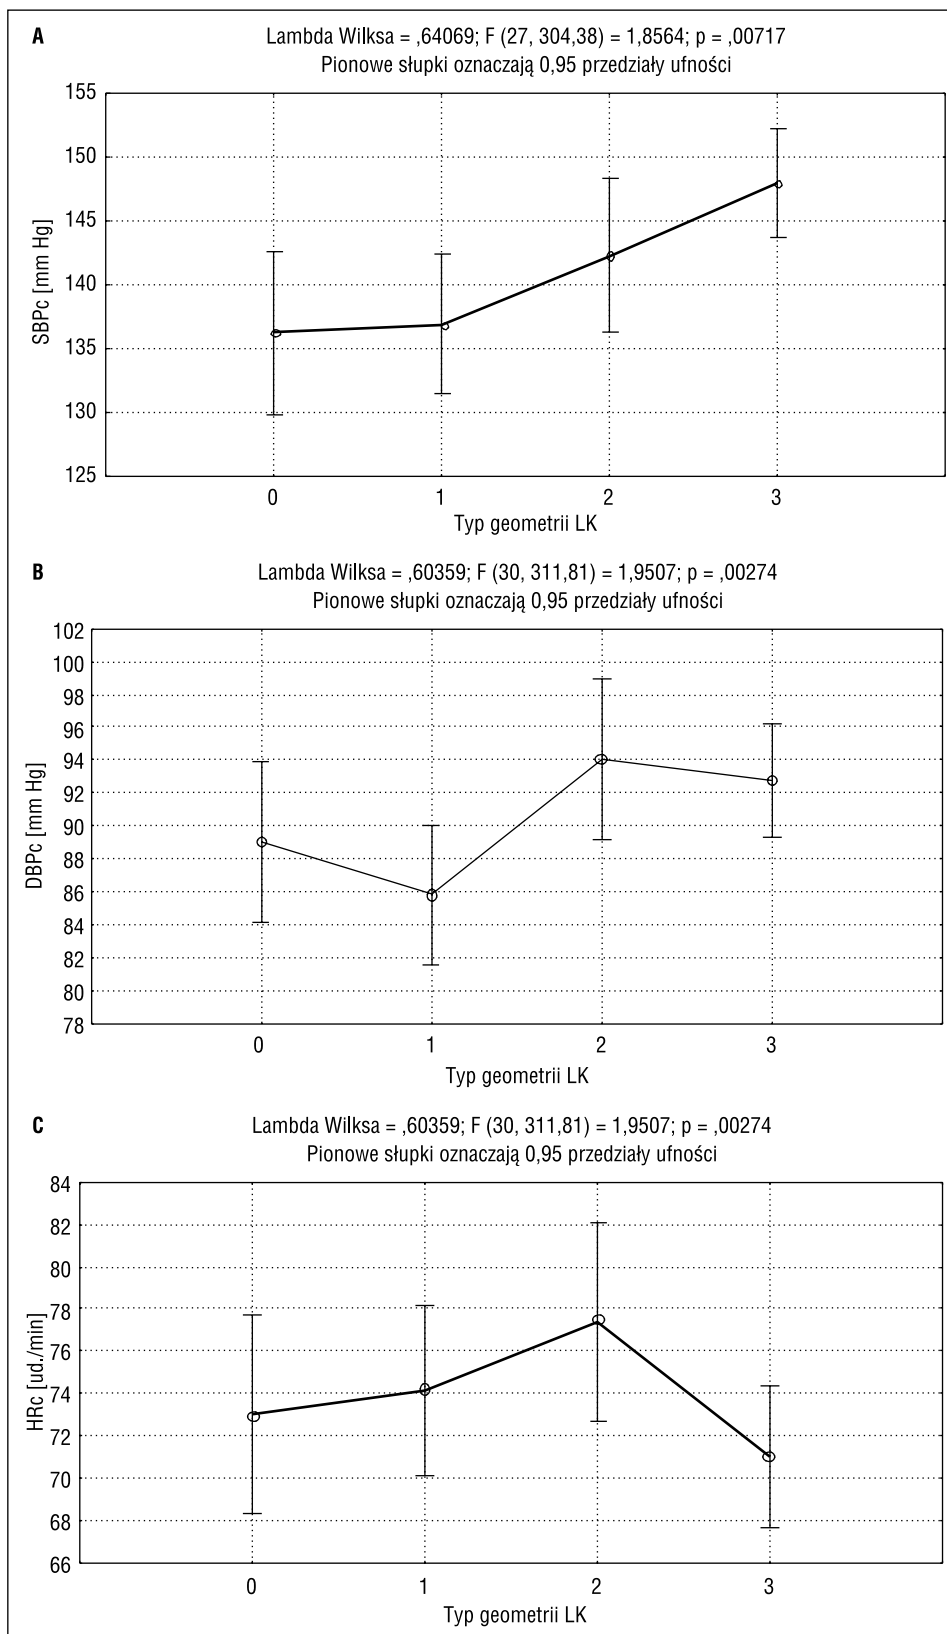 A
Lambda Wilksa = ,64069; F (27, 304,38) = 1,8564; p = ,00717
Pionowe słupki oznaczają 0,95 przedziały ufności
SBPc [mm Hg]
155
150
145
140
135
130
125
0 1 2 3
Typ geometrii LK
B
Lambda Wilksa = ,60359; F (30, 311,81) = 1,9507; p = ,00274
Pionowe słupki oznaczają 0,95 przedziały ufności
DBPc [mm Hg]
102
100
98
96
94
92
90
88
86
84
82
80
78
0 1 2 3
Typ geometrii LK
C
Lambda Wilksa = ,60359; F (30, 311,81) = 1,9507; p = ,00274
Pionowe słupki oznaczają 0,95 przedziały ufności
HRc [ud./min]
84
82
80
78
76
74
72
70
68
66
0 1 2 3
Typ geometrii LK